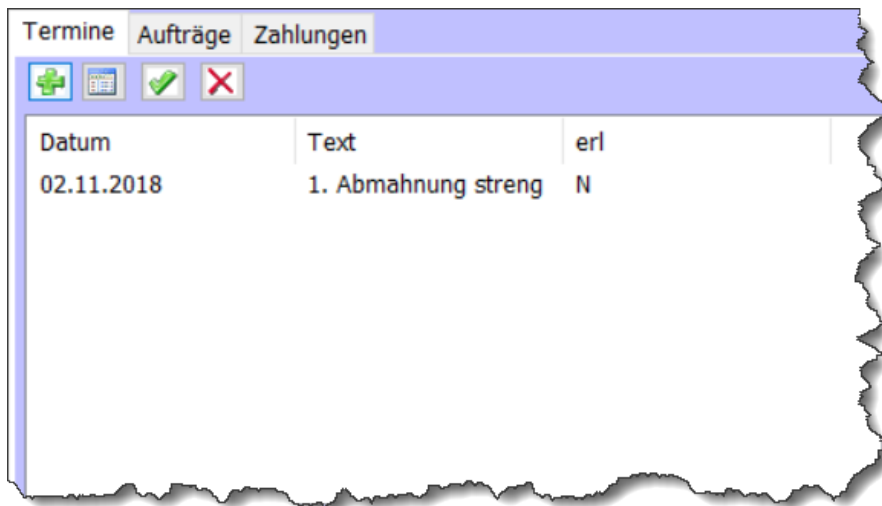 Termine Aufträge Zahlungen
Datum Text erl
02.11.2018 1. Abmahnung streng N